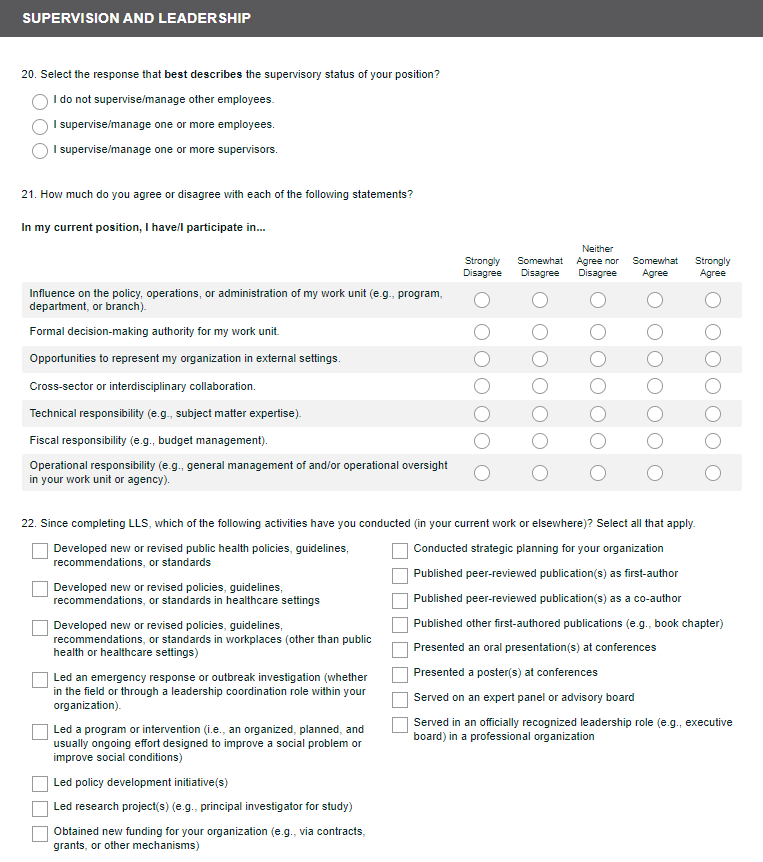 SUPERVISION AND LEADERSHIP
20. Select the response that best describes the supervisory status of your position?
I do not supervise/manage other employees.
I supervise/manage one or more employees.
I supervise/manage one or more supervisors.
21. How much do you agree or disagree with each of the following statements?
In my current position, I have/I participate in...
Strongly Disagree
Somewhat Disagree
Neither Agree nor Disagree
Somewhat Agree
Strongly Agree
Influence on the policy, operations, or administration of my work unit (e.g., program,
department, or branch).
Formal decision-making authority for my work unit.
Opportunities to represent my organization in external settings.
Cross-sector or interdisciplinary collaboration.
Technical responsibility (e.g., subject matter expertise).
Fiscal responsibility (e.g., budget management).
Operational responsibility (e.g., general management of and/or operational oversight
in your work unit or agency).
22. Since completing LLS, which of the following activities have you conducted (in your current work or elsewhere)? Select all that apply.
Developed new or revised public health policies, guidelines,
recommendations, or standards
Developed new or revised policies, guidelines,
recommendations, or standards in healthcare settings
Developed new or revised policies, guidelines,
recommendations, or standards in workplaces (other than public
health or healthcare settings)
Led an emergency response or outbreak investigation (whether
in the field or through a leadership coordination role within your
organization).
Led a program or intervention (i.e., an organized, planned, and
usually ongoing effort designed to improve a social problem or
improve social conditions)
Led policy development initiative(s)
Led research project(s) (e.g., principal investigator for study)
Obtained new funding for your organization (e.g., via contracts,
grants, or other mechanisms)
Conducted strategic planning for your organization
Published peer-reviewed publication(s) as first-author
Published peer-reviewed publication(s) as a co-author
Published other first-authored publications (e.g., book chapter)
Presented an oral presentation(s) at conferences
Presented a poster(s) at conferences
Served on an expert panel or advisory board
Served in an officially recognized leadership role (e.g., executive
board) in a professional organization